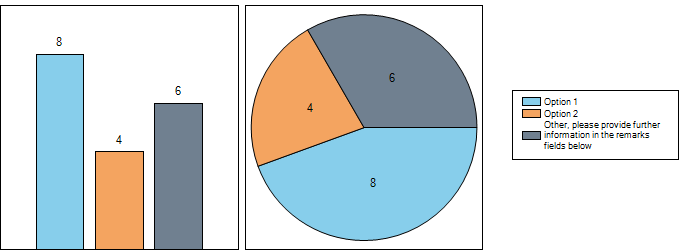 8
4
6
6
4
8
Option 1
Option 2
Other, please provide further
information in the remarks
fields below